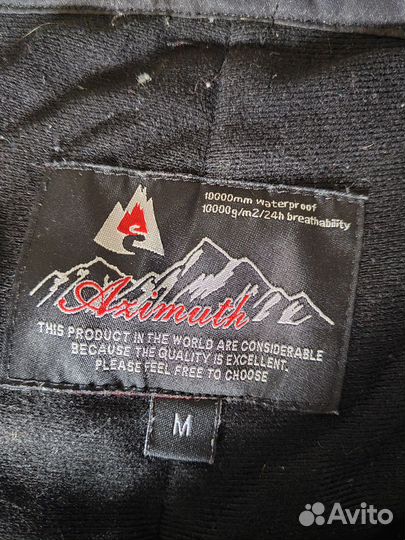 10000mm waterproof
10000g/m2/24h breathability
Azimuth
THIS PRODUCT IN THE WORLD ARE CONSIDERABLE
BECAUSE THE QUALITY IS EXCELLENT.
PLEASE FEEL FREE TO CHOOSE
M
Avito